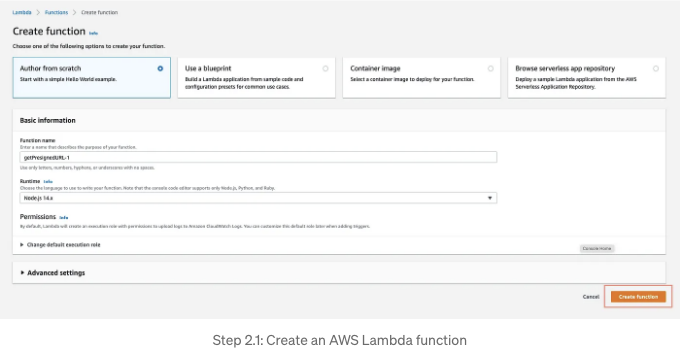 Lambda > Functions > Create function
Create function Info
Choose one of the following options to create your function.
Author from scratch
Start with a simple Hello World example.
Use a blueprint
Build a Lambda application from sample code and
configuration presets for common use cases.
Container image
Select a container image to deploy for your function.
Browse serverless app repository
Deploy a sample Lambda application from the AWS
Serverless Application Repository.
Basic information
Function name
Enter a name that describes the purpose of your function.
getPresignedURL-1
Use only letters, numbers, hyphens, or underscores with no spaces.
Runtime Info
Choose the language to use to write your function. Note that the console code editor supports only Node.js, Python, and Ruby.
Node.js 14.x
Permissions Info
By default, Lambda will create an execution role with permissions to upload logs to Amazon CloudWatch Logs. You can customize this default role later when adding triggers.
Change default execution role
Console Home
Advanced settings
Cancel
Create function
Step 2.1: Create an AWS Lambda function